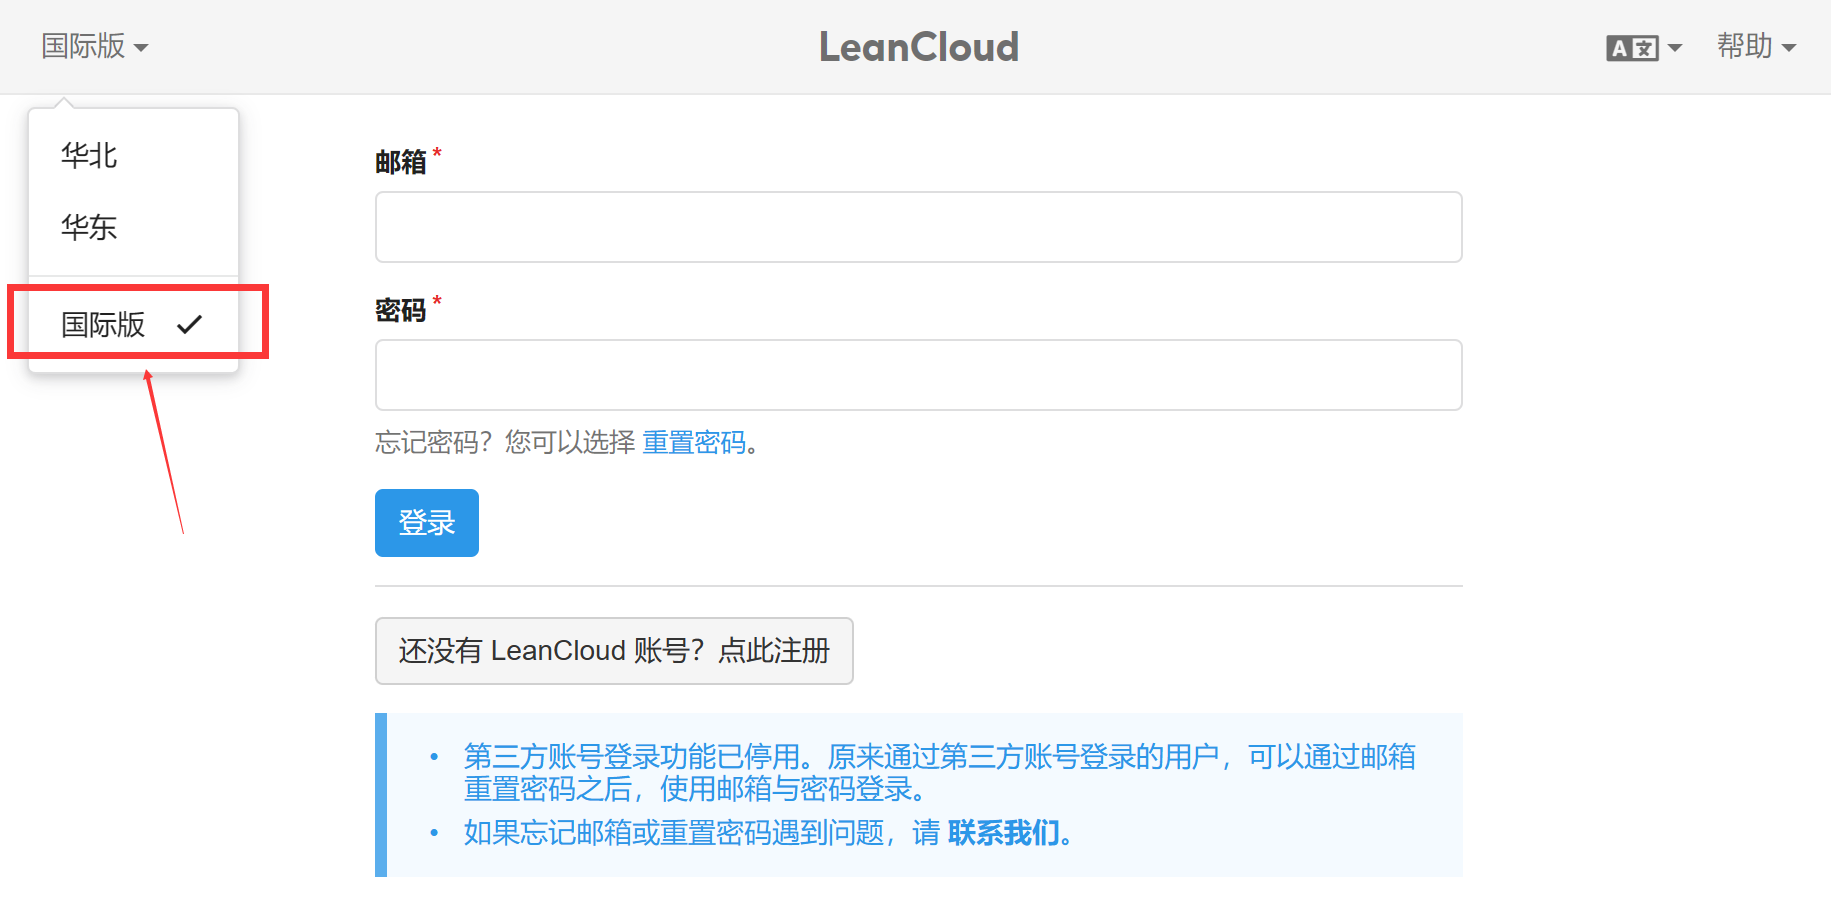 国际版
LeanCloud
A文
帮助
华北
华东
国际版
邮箱 *
密码 *
忘记密码？您可以选择 重置密码。
登录
还没有 LeanCloud 账号？点此注册
• 第三方账号登录功能已停用。原来通过第三方账号登录的用户，可以通过邮箱
重置密码之后，使用邮箱与密码登录。
• 如果忘记邮箱或重置密码遇到问题，请 联系我们。